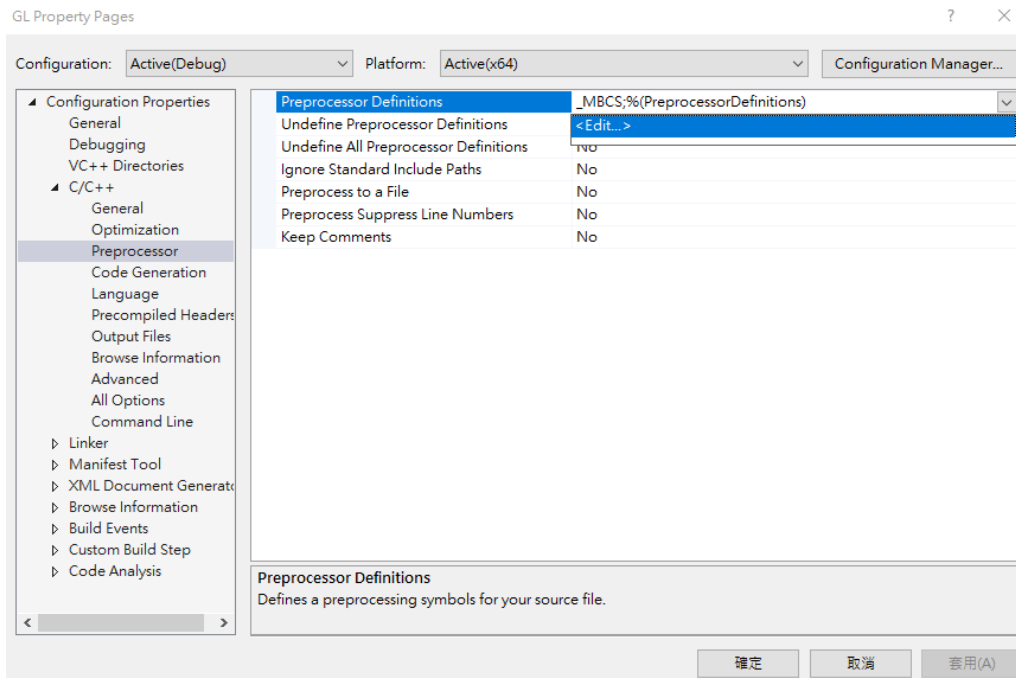 GL Property Pages
Configuration: Active(Debug) Platform: Active(x64) Configuration Manager...
Configuration Properties
General
Debugging
VC++ Directories
C/C++
General
Optimization
Preprocessor
Code Generation
Language
Precompiled Headers
Output Files
Browse Information
Advanced
All Options
Command Line
Linker
Manifest Tool
XML Document Generato
Browse Information
Build Events
Custom Build Step
Code Analysis
Preprocessor Definitions _MBCS;%(PreprocessorDefinitions)
<Edit...>
Undefine Preprocessor Definitions
Undefine All Preprocessor Definitions No
Ignore Standard Include Paths No
Preprocess to a File No
Preprocess Suppress Line Numbers No
Keep Comments No
Preprocessor Definitions
Defines a preprocessing symbols for your source file.
確定 取消 套用(A)